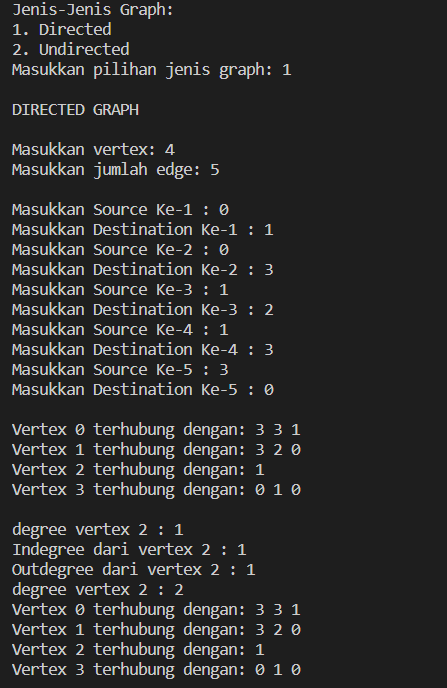 Jenis-Jenis Graph:
1. Directed
2. Undirected
Masukkan pilihan jenis graph: 1
DIRECTED GRAPH
Masukkan vertex: 4
Masukkan jumlah edge: 5
Masukkan Source Ke-1 : 0
Masukkan Destination Ke-1 : 1
Masukkan Source Ke-2 : 0
Masukkan Destination Ke-2 : 3
Masukkan Source Ke-3 : 1
Masukkan Destination Ke-3 : 2
Masukkan Source Ke-4 : 1
Masukkan Destination Ke-4 : 3
Masukkan Source Ke-5 : 3
Masukkan Destination Ke-5 : 0
Vertex 0 terhubung dengan: 3 3 1
Vertex 1 terhubung dengan: 3 2 0
Vertex 2 terhubung dengan: 1
Vertex 3 terhubung dengan: 0 1 0
degree vertex 2 : 1
Indegree dari vertex 2 : 1
Outdegree dari vertex 2 : 1
degree vertex 2 : 2
Vertex 0 terhubung dengan: 3 3 1
Vertex 1 terhubung dengan: 3 2 0
Vertex 2 terhubung dengan: 1
Vertex 3 terhubung dengan: 0 1 0